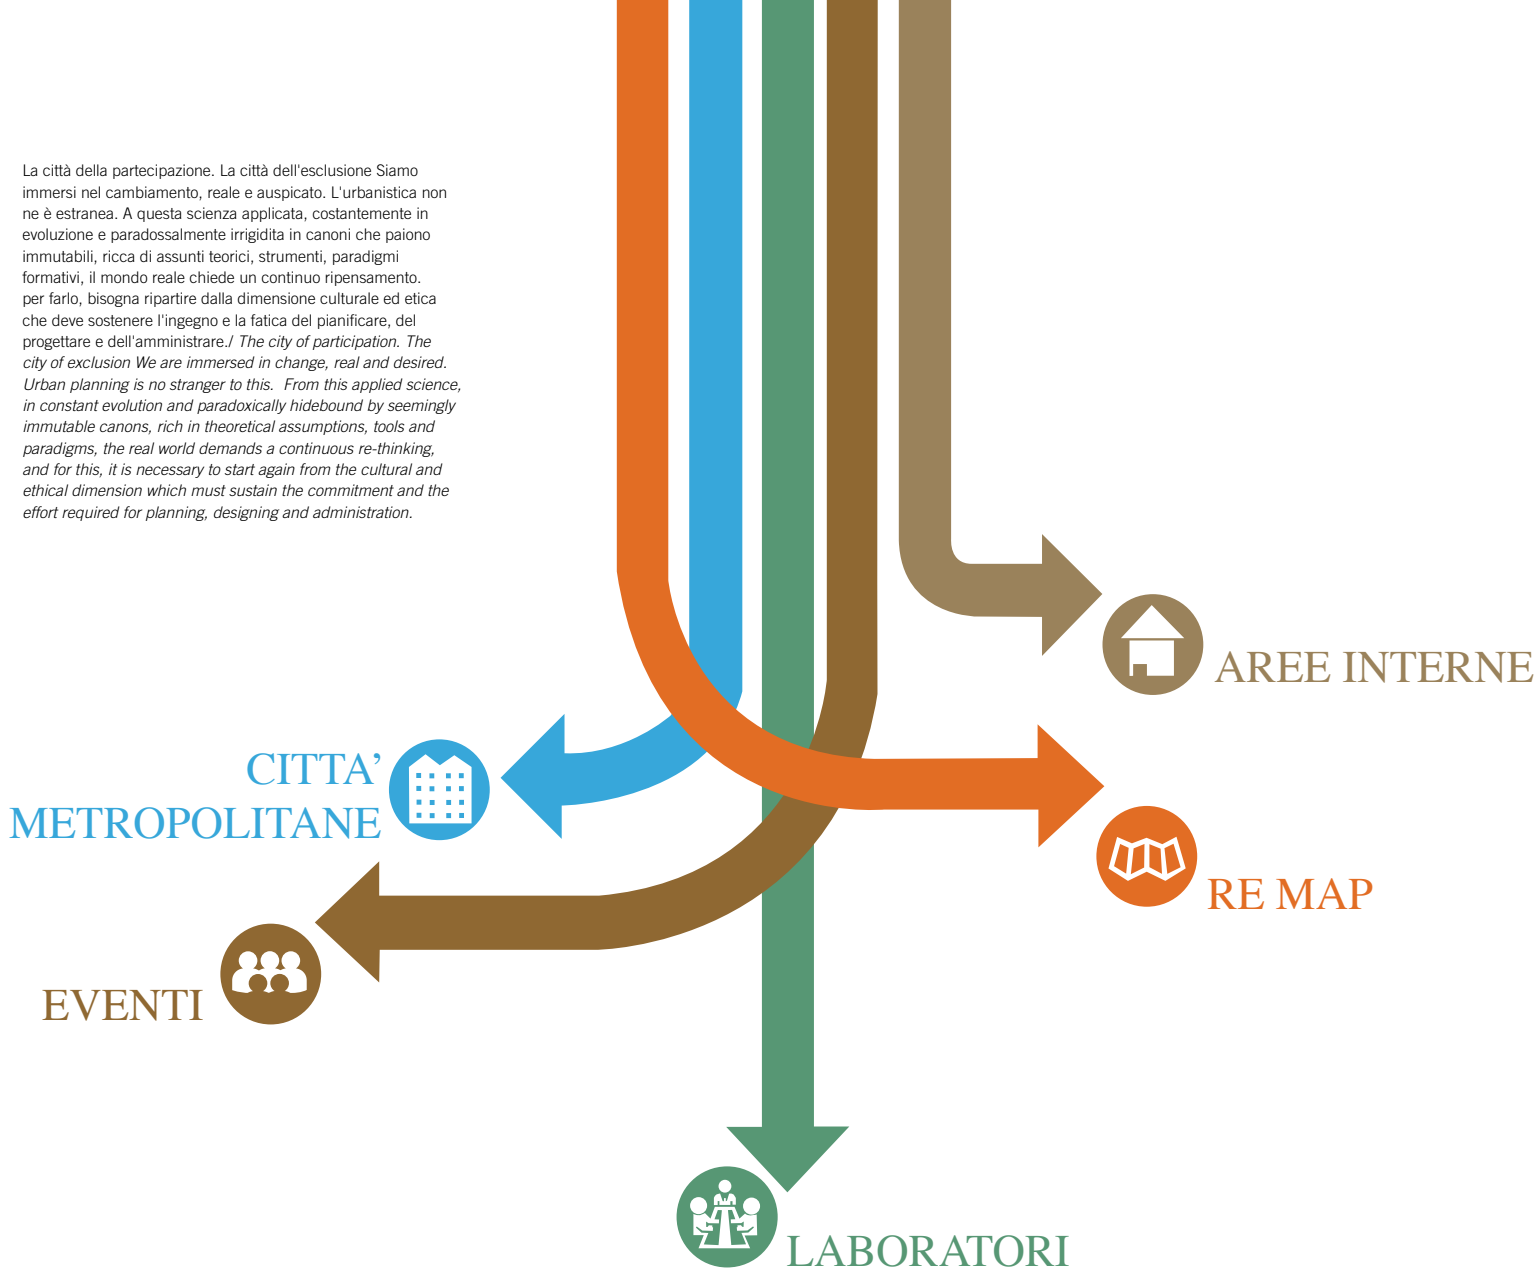 La città della partecipazione. La città dell'esclusione Siamo
immersi nel cambiamento, reale e auspicato. L'urbanistica non
ne è estranea. A questa scienza applicata, costantemente in
evoluzione e paradossalmente irrigidita in canoni che paiono
immutabili, ricca di assunti teorici, strumenti, paradigmi
formativi, il mondo reale chiede un continuo ripensamento.
per farlo, bisogna ripartire dalla dimensione culturale ed etica
che deve sostenere l'ingegno e la fatica del pianificare, del
progettare e dell'amministrare./ The city of participation. The
city of exclusion We are immersed in change, real and desired.
Urban planning is no stranger to this. From this applied science,
in constant evolution and paradoxically hidebound by seemingly
immutable canons, rich in theoretical assumptions, tools and
paradigms, the real world demands a continuous re-thinking,
and for this, it is necessary to start again from the cultural and
ethical dimension which must sustain the commitment and the
effort required for planning, designing and administration.
AREE INTERNE
CITTA'
METROPOLITANE
RE MAP
EVENTI
LABORATORI